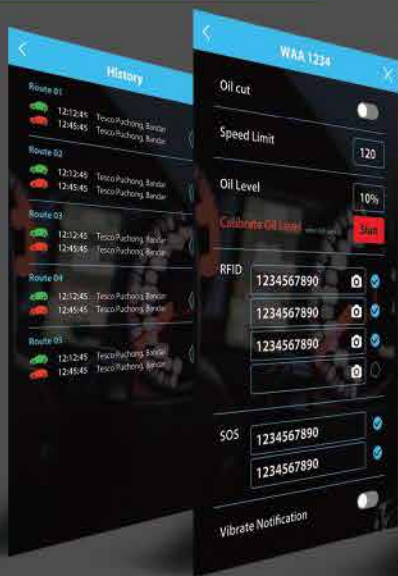 History
Route 01
12:12:45 Tesco Puchong, Bandar
12:45:45 Tesco Puchong, Bandar
Route 02
12:12:45 Tesco Puchong, Bandar
12:45:45 Tesco Puchong, Bandar
Route 03
12:12:45 Tesco Puchong, Bandar
12:45:45 Tesco Puchong, Bandar
Route 04
12:12:45 Tesco Puchong, Bandar
12:45:45 Tesco Puchong, Bandar
Route 05
12:12:45 Tesco Puchong, Bandar
12:45:45 Tesco Puchong, Bandar
WAA 1234
Oil cut
Speed Limit
120
Oil Level
10%
Calibrate Oil Level
Start
RFID
1234567890
1234567890
1234567890
SOS
1234567890
1234567890
Vibrate Notification